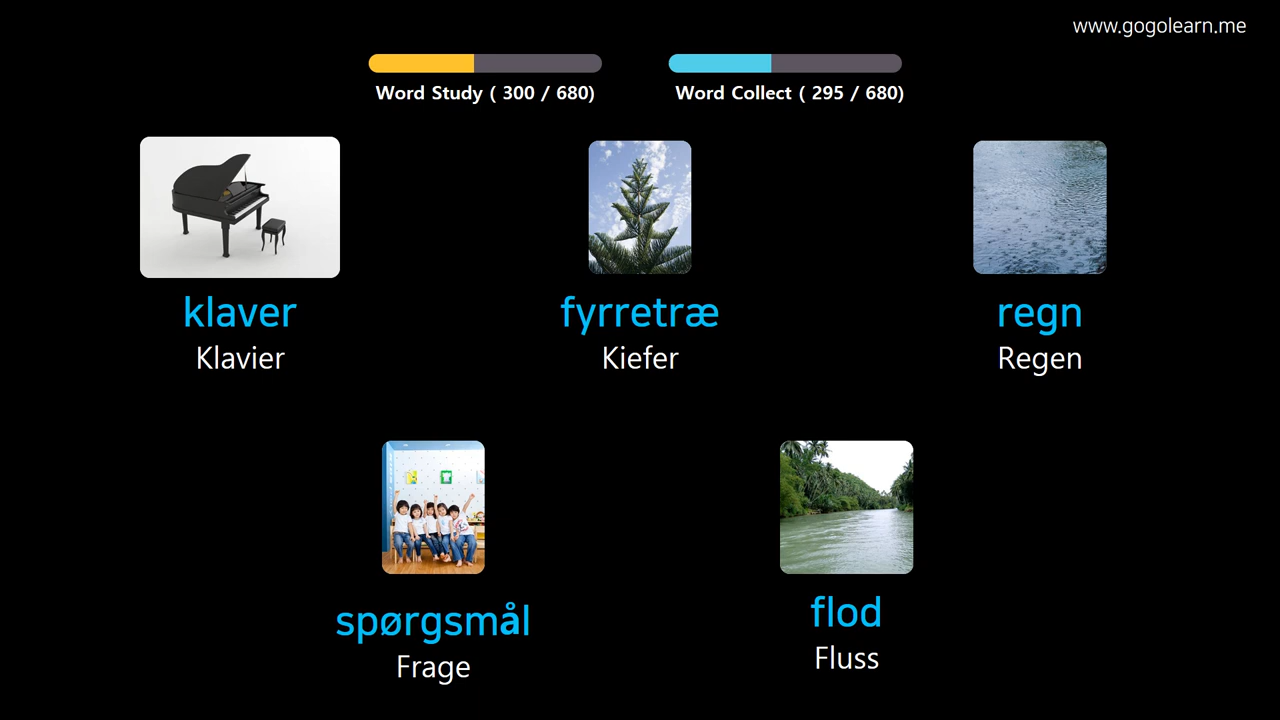 www.gogolearn.me
Word Study ( 300 / 680)
Word Collect ( 295 / 680)
klaver
Klavier
fyrretræ
Kiefer
regn
Regen
spørgsmål
Frage
flod
Fluss